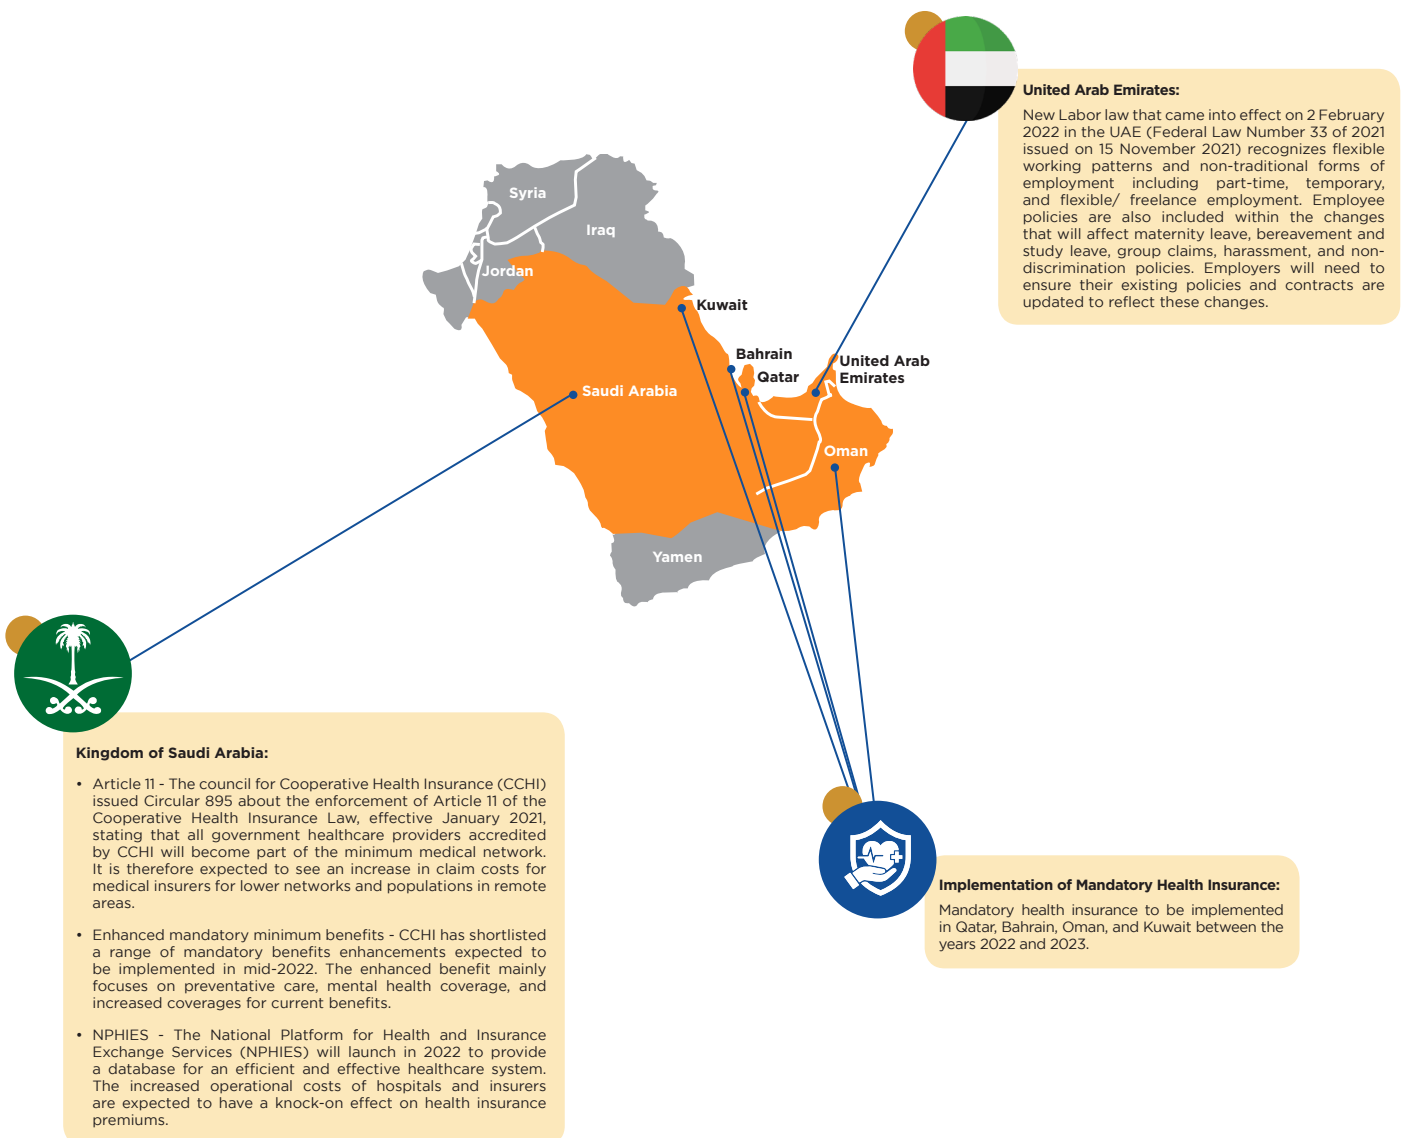 United Arab Emirates:
New Labor law that came into effect on 2 February
2022 in the UAE (Federal Law Number 33 of 2021
issued on 15 November 2021) recognizes flexible
working patterns and non-traditional forms of
employment including part-time, temporary,
and flexible/ freelance employment. Employee
policies are also included within the changes
that will affect maternity leave, bereavement and
study leave, group claims, harassment, and non-
discrimination policies. Employers will need to
ensure their existing policies and contracts are
updated to reflect these changes.
Syria
Iraq
Jordan
Kuwait
Bahrain
Qatar
United Arab
Emirates
Saudi Arabia
Oman
Yamen
Kingdom of Saudi Arabia:
• Article 11 - The council for Cooperative Health Insurance (CCHI)
issued Circular 895 about the enforcement of Article 11 of the
Cooperative Health Insurance Law, effective January 2021,
stating that all government healthcare providers accredited
by CCHI will become part of the minimum medical network.
It is therefore expected to see an increase in claim costs for
medical insurers for lower networks and populations in remote
areas.
• Enhanced mandatory minimum benefits - CCHI has shortlisted
a range of mandatory benefits enhancements expected to
be implemented in mid-2022. The enhanced benefit mainly
focuses on preventative care, mental health coverage, and
increased coverages for current benefits.
• NPHIES - The National Platform for Health and Insurance
Exchange Services (NPHIES) will launch in 2022 to provide
a database for an efficient and effective healthcare system.
The increased operational costs of hospitals and insurers
are expected to have a knock-on effect on health insurance
premiums.
Implementation of Mandatory Health Insurance:
Mandatory health insurance to be implemented
in Qatar, Bahrain, Oman, and Kuwait between the
years 2022 and 2023.